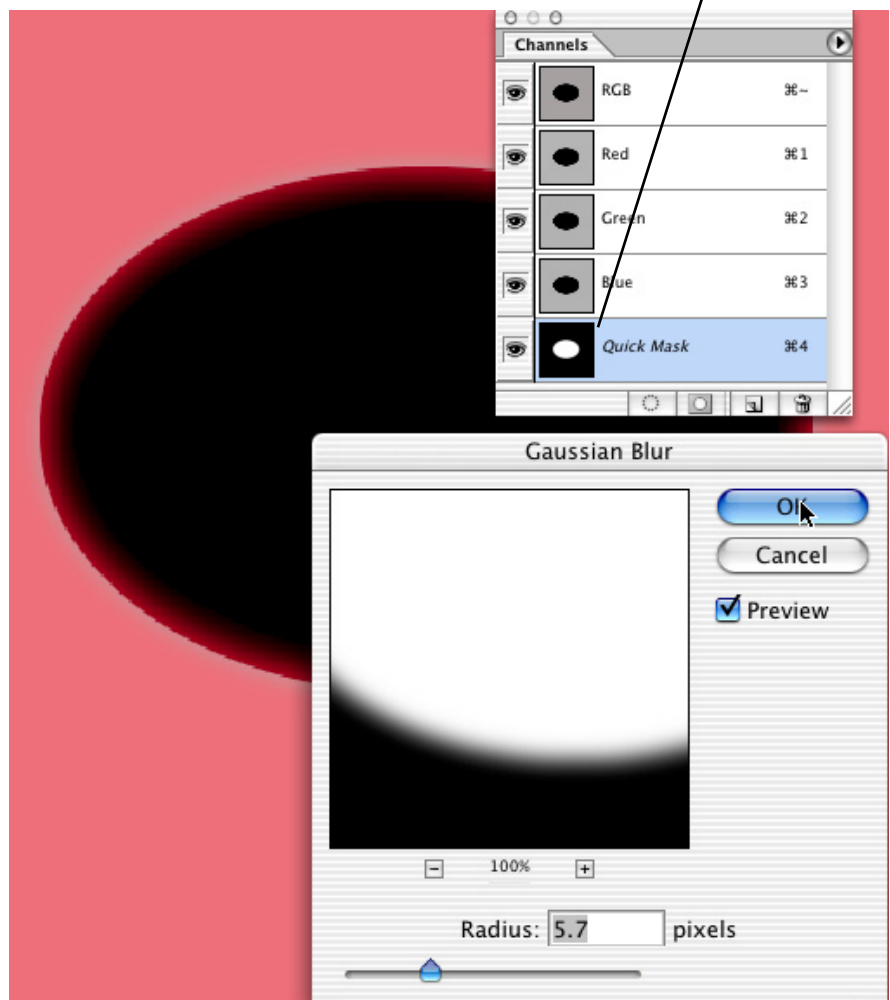 Channels
RGB ⌘~
Red ⌘1
Green ⌘2
Blue ⌘3
Quick Mask ⌘4
Gaussian Blur
OK
Cancel
Preview
100%
Radius: 5.7 pixels